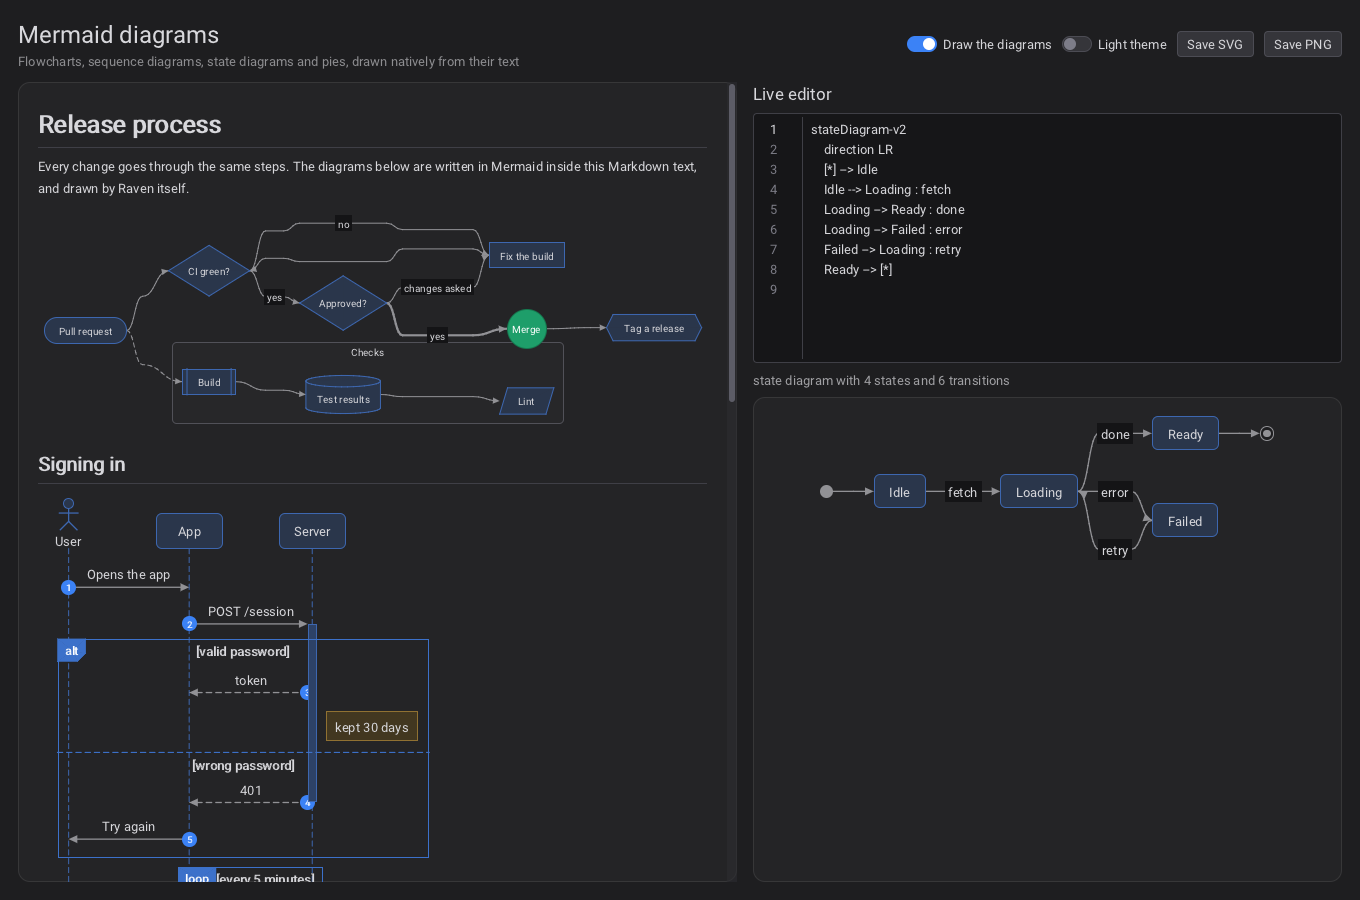 Mermaid diagrams
Flowcharts, sequence diagrams, state diagrams and pies, drawn natively from their text
Draw the diagrams
Light theme
Save SVG
Save PNG
Release process
Every change goes through the same steps. The diagrams below are written in Mermaid inside this Markdown text,
and drawn by Raven itself.
no
CI green?
Fix the build
changes asked
yes
Approved?
Pull request
yes
Merge
Tag a release
Checks
Build
Test results
Lint
Signing in
User
App
Server
1
Opens the app
2
POST /session
alt
[valid password]
token
3
kept 30 days
[wrong password]
401
4
Try again
5
loop
[every 5 minutes]
Live editor
1 stateDiagram-v2
2 direction LR
3 [*] --> Idle
4 Idle --> Loading : fetch
5 Loading --> Ready : done
6 Loading --> Failed : error
7 Failed --> Loading : retry
8 Ready --> [*]
9
state diagram with 4 states and 6 transitions
done
Ready
Idle
fetch
Loading
error
Failed
retry